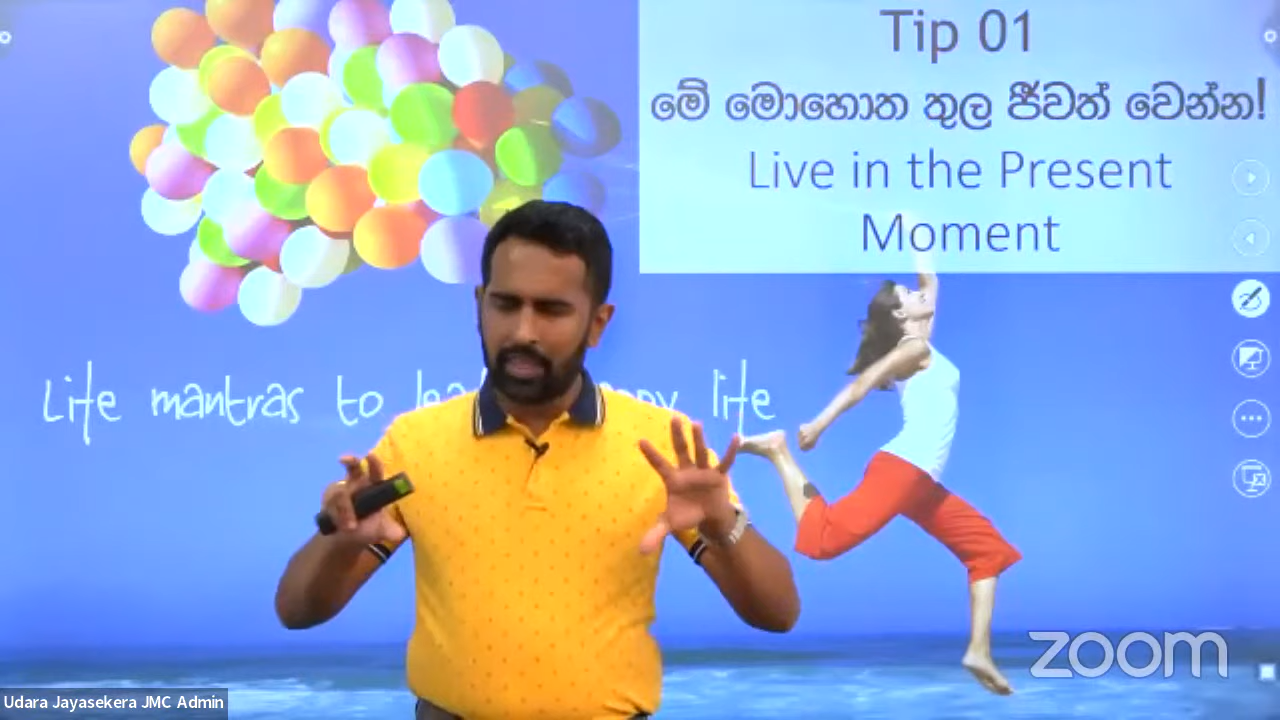 Tip 01
මේ මොහොත තුල ජීවත් වෙන්න!
Live in the Present
Moment
Life mantras to life
zoom
Udara Jayasekera JMC Admin